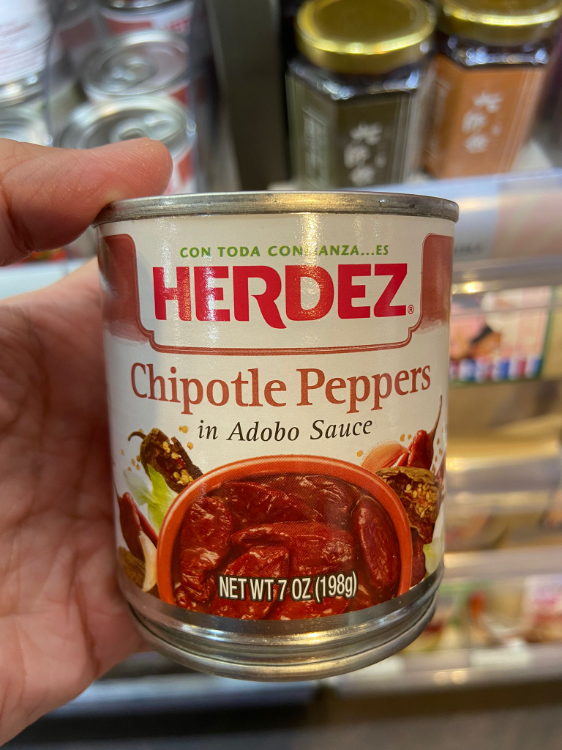 CON TODA CONFIANZA...ES
HERDEZ®
Chipotle Peppers
in Adobo Sauce
NET WT 7 OZ (198g)